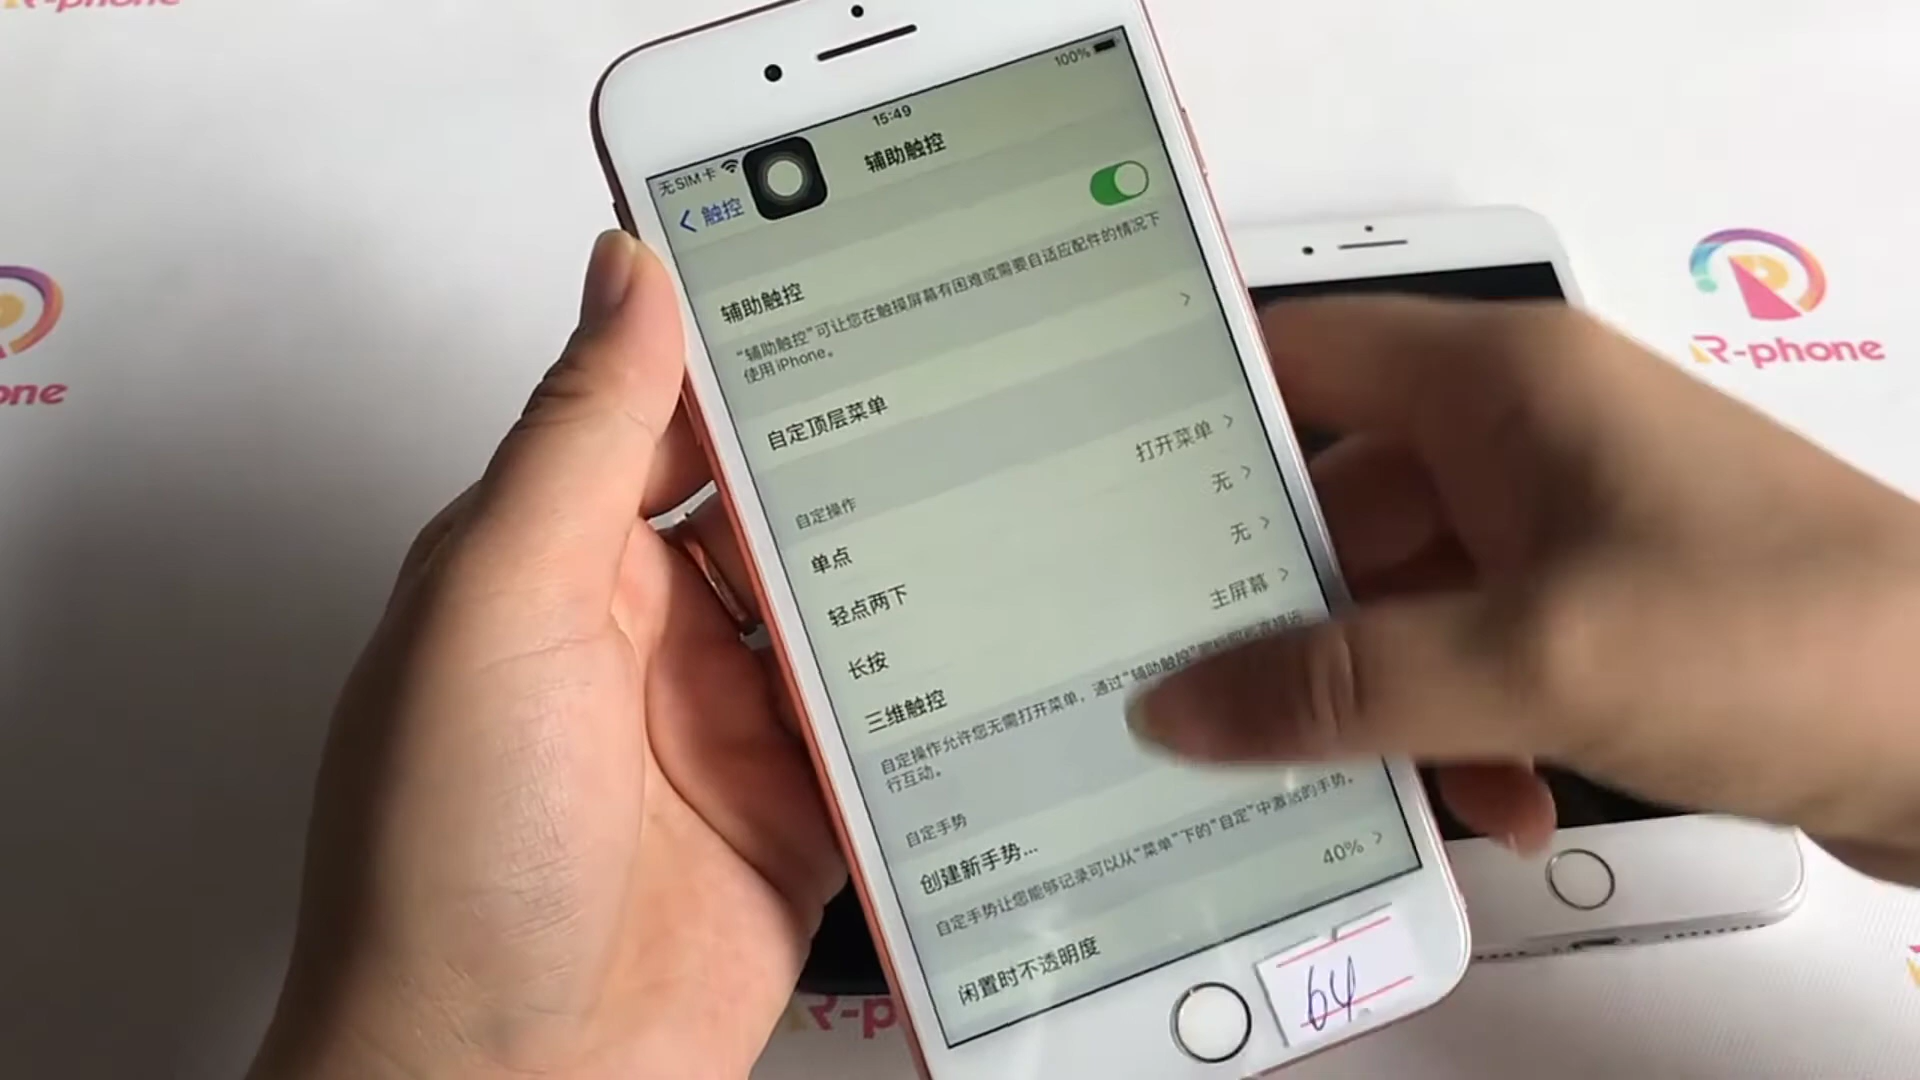 R-phone
100%
15:49
无SIM卡
触控
辅助触控
辅助触控
“辅助触控”可让您在触摸屏幕有困难或需要自适应配件的情况下
使用 iPhone。
自定顶层菜单
自定操作
单点 打开菜单
轻点两下 无
长按 无
三维触控 主屏幕
自定操作允许您无需打开菜单，通过“辅助触控”
行互动。
自定手势
创建新手势...
自定手势让您能够记录可以从“菜单”下的“自定”中激活的手势。
闲置时不透明度 40%
64
R-phone
one
R-p